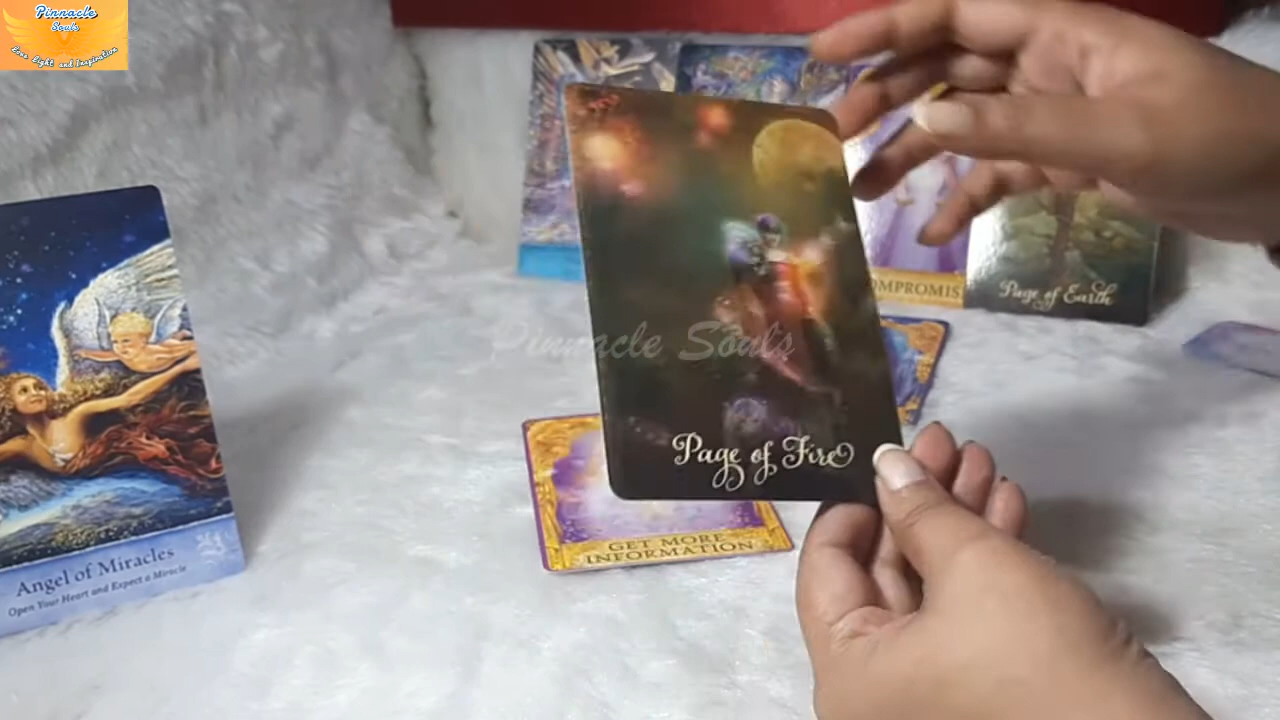 Pinnacle
Souls
Love Light and Inspiration
Page of Earth
OMPROMIS
Pinnacle Souls
Page of Fire
GET MORE
INFORMATION
Angel of Miracles
Open Your Heart and Expect a Miracle